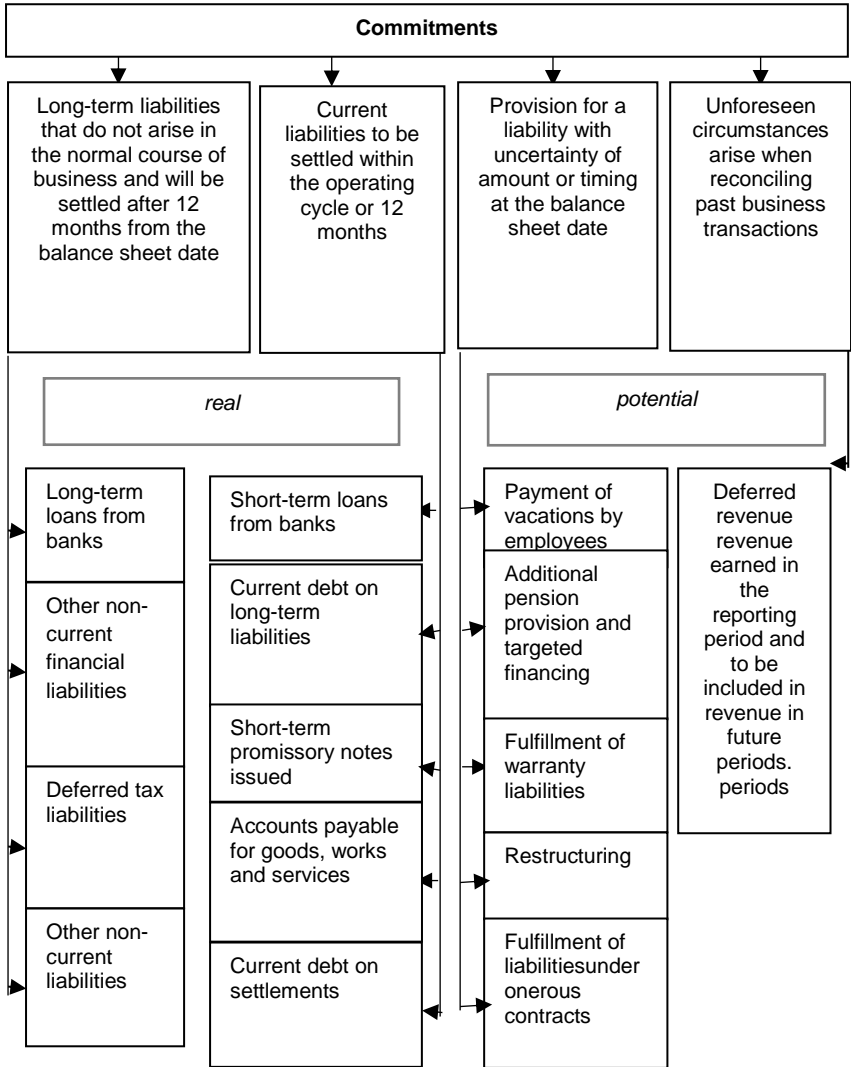 Commitments
Long-term liabilities
that do not arise in
the normal course of
business and will be
settled after 12
months from the
balance sheet date
Current
liabilities to be
settled within
the operating
cycle or 12
months
Provision for a
liability with
uncertainty of
amount or timing
at the balance
sheet date
Unforeseen
circumstances
arise when
reconciling
past business
transactions
real
potential
Long-term
loans from
banks
Other non-
current
financial
liabilities
Deferred tax
liabilities
Other non-
current
liabilities
Short-term loans
from banks
Current debt on
long-term
liabilities
Short-term
promissory notes
issued
Accounts payable
for goods, works
and services
Current debt on
settlements
Payment of
vacations by
employees
Additional
pension
provision and
targeted
financing
Fulfillment of
warranty
liabilities
Restructuring
Fulfillment of
liabilitiesunder
onerous
contracts
Deferred
revenue
revenue
earned in
the
reporting
period and
to be
included in
revenue in
future
periods.
periods